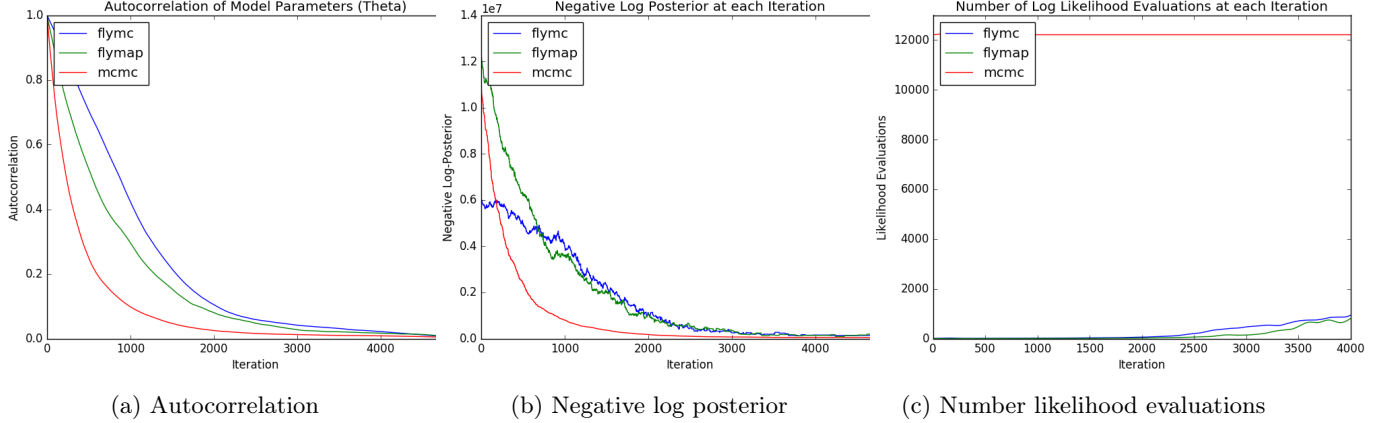 Autocorrelation of Model Parameters (Theta)
flymc
flymap
mcmc
1.0
0.8
0.6
0.4
0.2
0.0
Autocorrelation
0 1000 2000 3000 4000
Iteration
(a) Autocorrelation
Negative Log Posterior at each Iteration
1e7
flymc
flymap
mcmc
1.4
1.2
1.0
0.8
0.6
0.4
0.2
0.0
Negative Log-Posterior
0 1000 2000 3000 4000
Iteration
(b) Negative log posterior
Number of Log Likelihood Evaluations at each Iteration
flymc
flymap
mcmc
12000
10000
8000
6000
4000
2000
0
Likelihood Evaluations
0 500 1000 1500 2000 2500 3000 3500 4000
Iteration
(c) Number likelihood evaluations